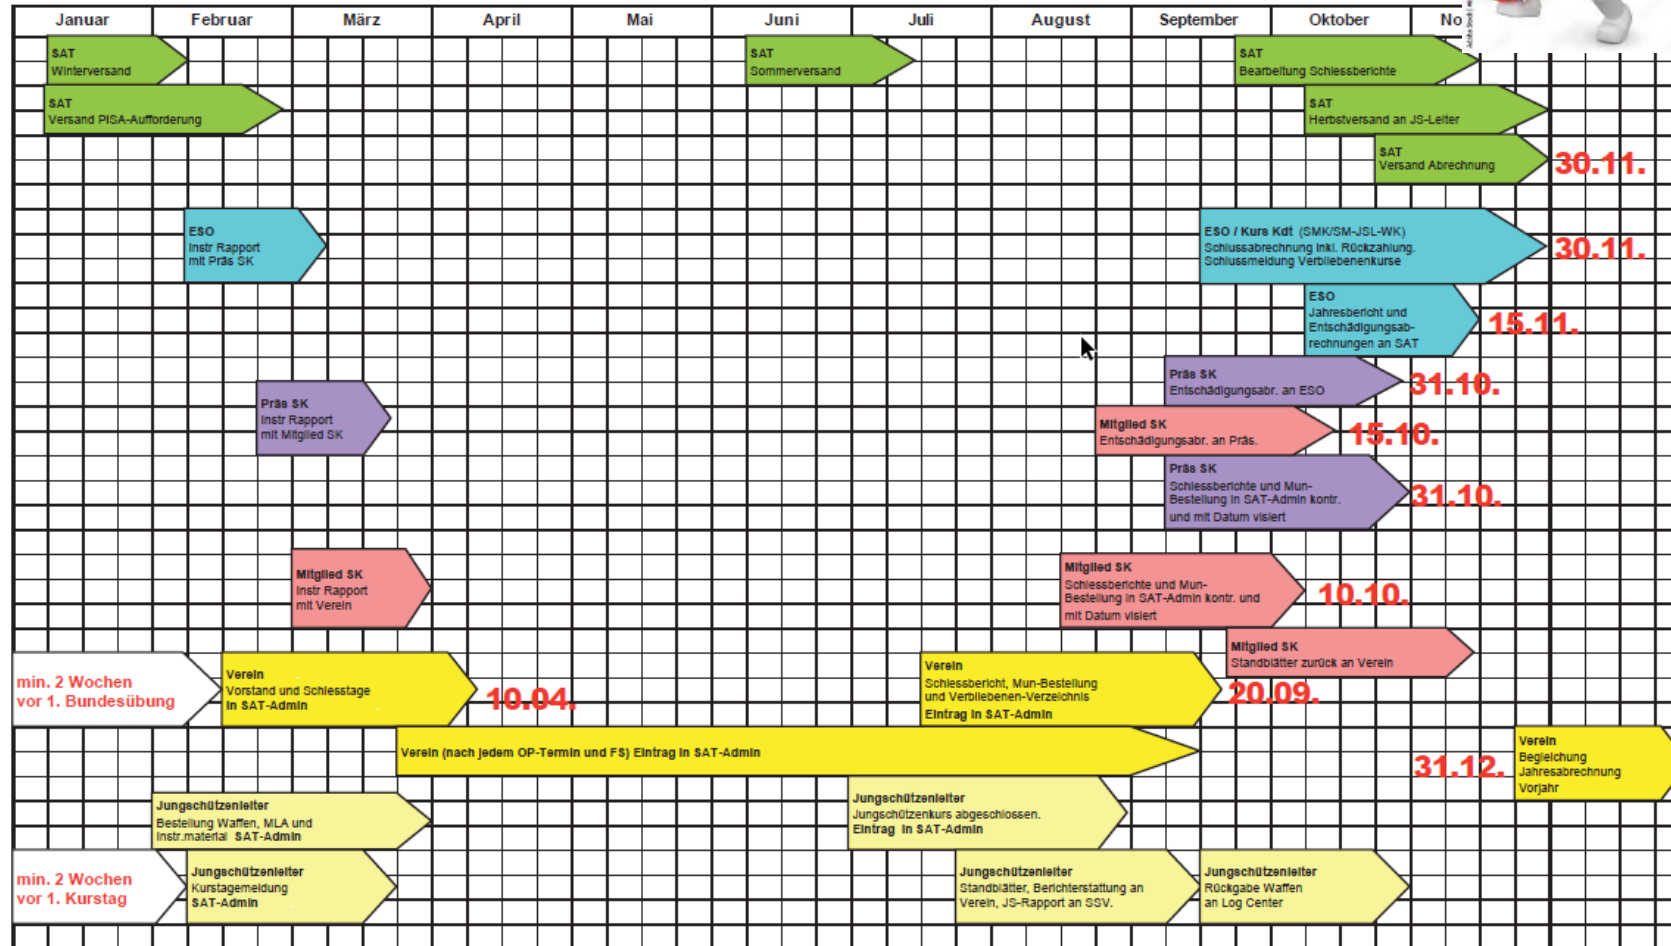 Januar
Februar
März
April
Mai
Juni
Juli
August
September
Oktober
No
SAT
Winterversand
SAT
Sommerversand
SAT
Bearbeitung Schiessberichte
SAT
Versand PISA-Aufforderung
SAT
Herbstversand an JS-Leiter
SAT
Versand Abrechnung
30.11.
ESO
Instr Rapport
mit Präs SK
ESO / Kurs Kdt (SMK/SM-JSL-WK)
Schlussabrechnung inkl. Rückzahlung.
Schlussmeldung Verbliebenenkurse
30.11.
ESO
Jahresbericht und
Entschädigungsab-
rechnungen an SAT
15.11.
Präs SK
Entschädigungsabr. an ESO
31.10.
Präs SK
Instr Rapport
mit Mitglied SK
Mitglied SK
Entschädigungsabr. an Präs.
15.10.
Präs SK
Schiessberichte und Mun-
Bestellung in SAT-Admin kontr.
und mit Datum visiert
31.10.
Mitglied SK
Instr Rapport
mit Verein
Mitglied SK
Schiessberichte und Mun-
Bestellung in SAT-Admin kontr. und
mit Datum visiert
10.10.
Mitglied SK
Standblätter zurück an Verein
min. 2 Wochen
vor 1. Bundesübung
Verein
Vorstand und Schiesstage
in SAT-Admin
10.04.
Verein
Schiessbericht, Mun-Bestellung
und Verbliebenen-Verzeichnis
Eintrag in SAT-Admin
20.09.
Verein (nach jedem OP-Termin und FS) Eintrag in SAT-Admin
31.12.
Verein
Begleichung
Jahresabrechnung
Vorjahr
Jungschützenleiter
Bestellung Waffen, MLA und
Instr.material SAT-Admin
Jungschützenleiter
Jungschützenkurs abgeschlossen.
Eintrag in SAT-Admin
min. 2 Wochen
vor 1. Kurstag
Jungschützenleiter
Kurstagemeldung
SAT-Admin
Jungschützenleiter
Standblätter, Berichterstattung an
Verein, JS-Rapport an SSV.
Jungschützenleiter
Rückgabe Waffen
an Log Center